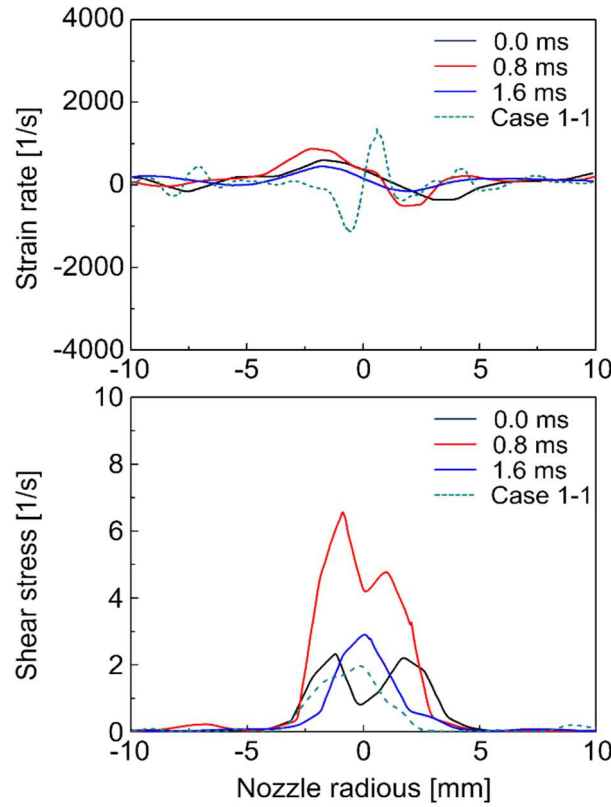 4000
2000
0
-2000
-4000
Strain rate [1/s]
0.0 ms
0.8 ms
1.6 ms
Case 1-1
-10 -5 0 5 10
10
8
6
4
2
0
Shear stress [1/s]
0.0 ms
0.8 ms
1.6 ms
Case 1-1
-10 -5 0 5 10
Nozzle radious [mm]